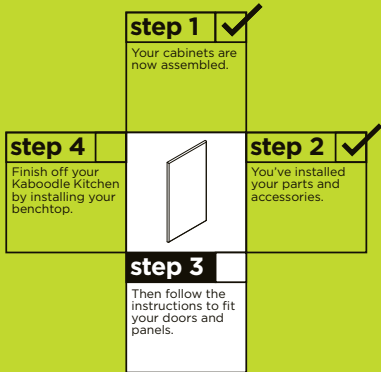 step 1
Your cabinets are
now assembled.
step 4
Finish off your
Kaboodle Kitchen
by installing your
benchtop.
step 2
You've installed
your parts and
accessories.
step 3
Then follow the
instructions to fit
your doors and
panels.